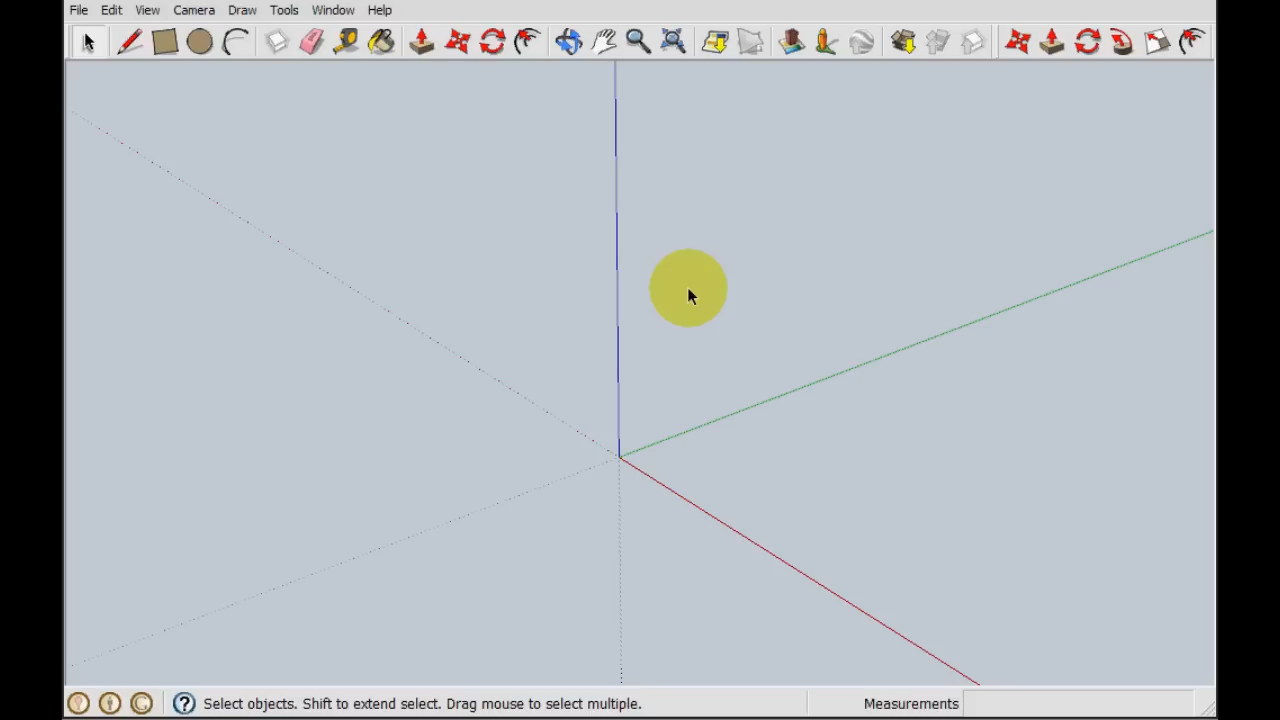 File Edit View Camera Draw Tools Window Help
Select objects. Shift to extend select. Drag mouse to select multiple.
Measurements